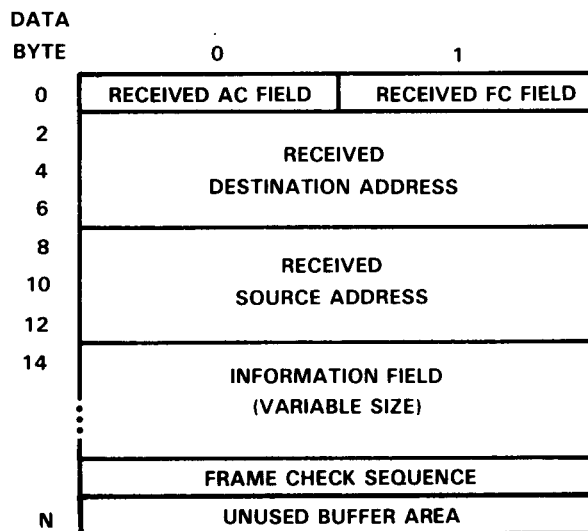 DATA
BYTE 0 1
0 RECEIVED AC FIELD RECEIVED FC FIELD
2
RECEIVED
4
DESTINATION ADDRESS
6
8
RECEIVED
10
SOURCE ADDRESS
12
14
INFORMATION FIELD
(VARIABLE SIZE)
FRAME CHECK SEQUENCE
N UNUSED BUFFER AREA